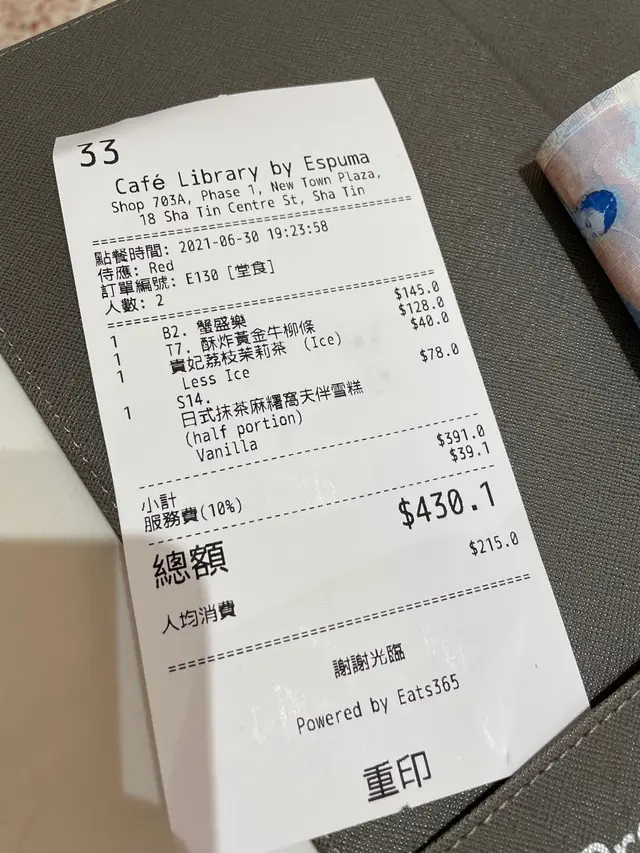 33
Café Library by Espuma
Shop 703A, Phase 1, New Town Plaza,
18 Sha Tin Centre St, Sha Tin
點餐時間: 2021-06-30 19:23:58
侍應: Red
訂單編號: E130 [堂食]
人數: 2
1 B2. 蟹盛樂 $145.0
1 T7. 酥炸黃金牛柳條 $128.0
1 貴妃荔枝茉莉茶 (Ice) $40.0
Less Ice
1 S14. $78.0
日式抹茶麻糬窩夫伴雪糕
(half portion)
Vanilla
小計 $391.0
服務費(10%) $39.1
總額 $430.1
人均消費 $215.0
謝謝光臨
Powered by Eats365
重印